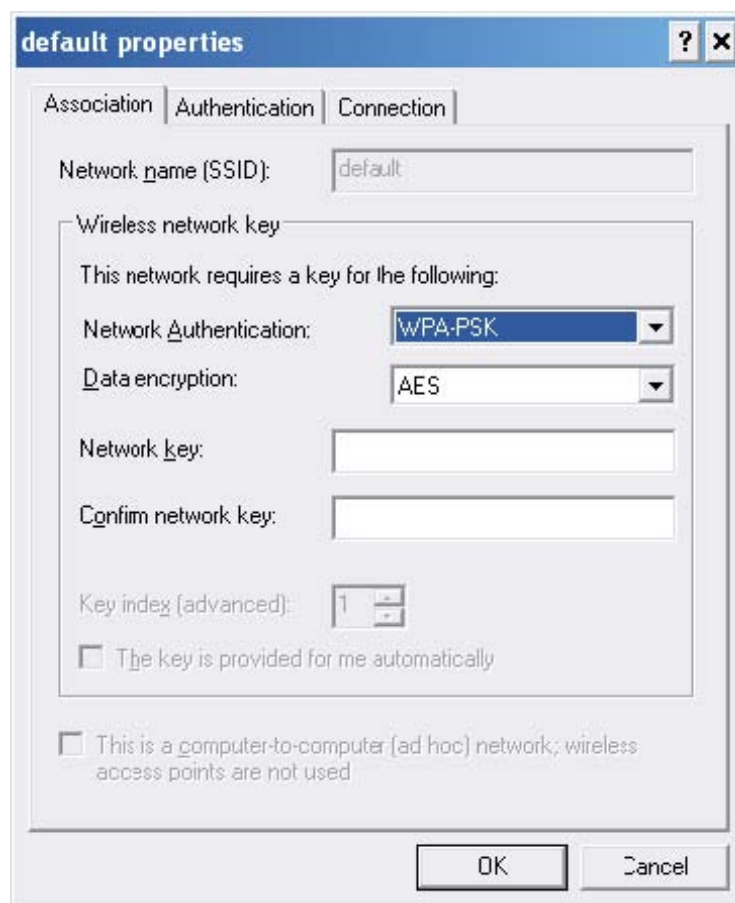 default properties
Association Authentication Connection
Network name (SSID): default
Wireless network key
This network requires a key for the following:
Network Authentication: WPA-PSK
Data encryption: AES
Network key:
Confirm network key:
Key index (advanced): 1
The key is provided for me automatically
This is a computer-to-computer (ad hoc) network; wireless
access points are not used
OK Cancel